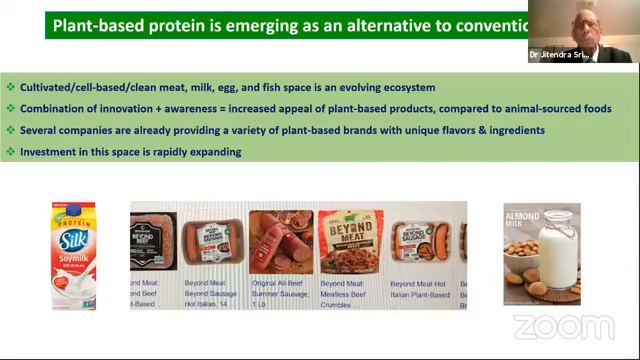 Plant-based protein is emerging as an alternative to conventio
Dr Jitendra Sri...
Cultivated/cell-based/clean meat, milk, egg, and fish space is an evolving ecosystem
Combination of innovation + awareness = increased appeal of plant-based products, compared to animal-sourced foods
Several companies are already providing a variety of plant-based brands with unique flavors & ingredients
Investment in this space is rapidly expanding
PROTEIN
Silk
Soymilk
ORIGINAL
BEYOND
BEEF
BEYOND
MEAT
BEYOND
SAUSAGE
ALMOND
MILK
Beyond Meat:
Beyond Sausage
Hot Italian, 14 ...
Original All-Beef
Summer Sausage,
1 Lb
Beyond Meat:
Meatless Beef
Crumbles ...
Beyond Meat Hot
Italian Plant-Based
zoom